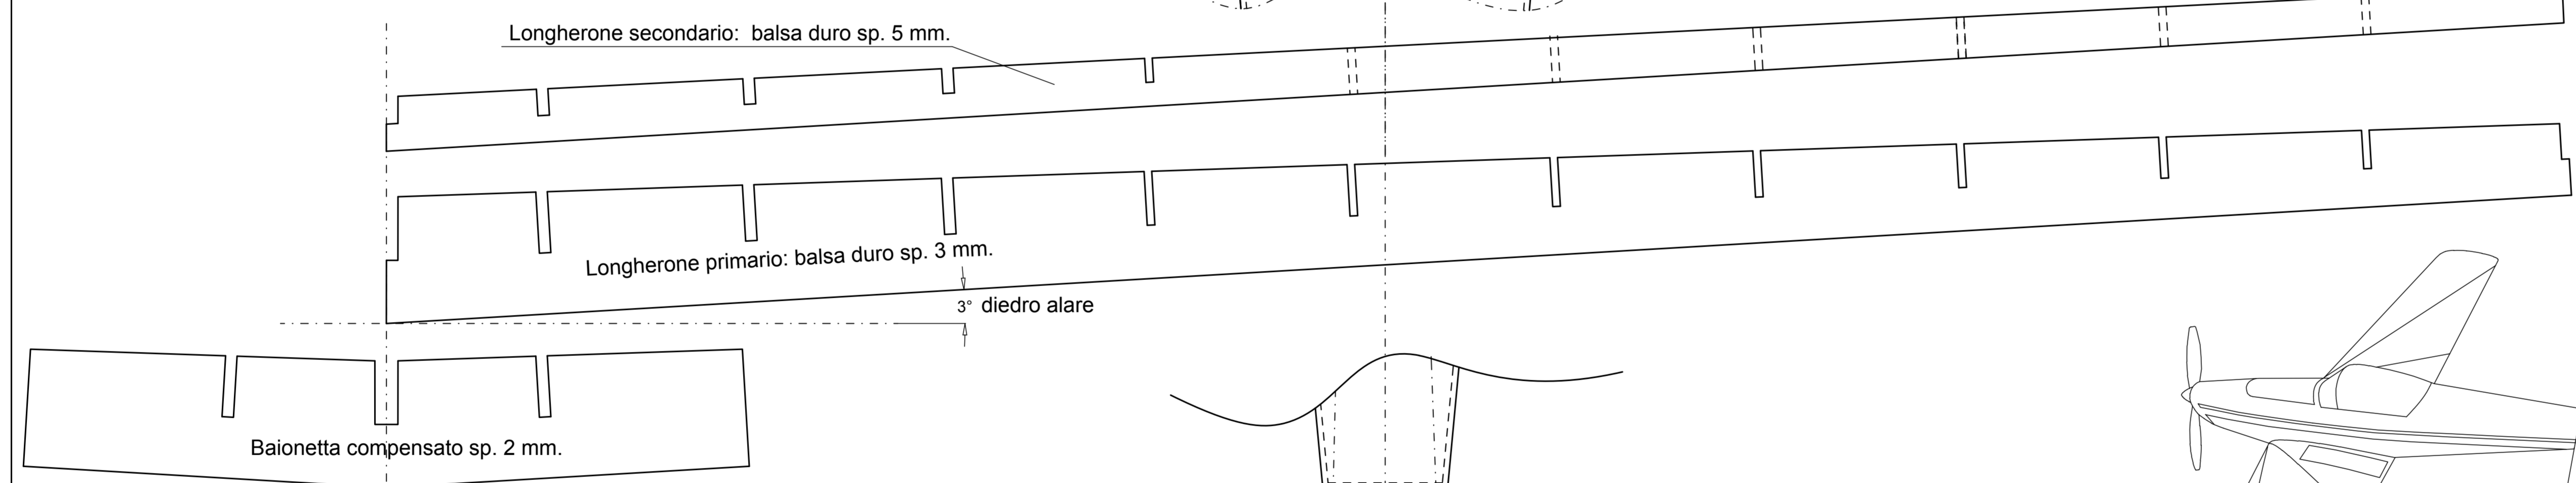 Longherone secondario: balsa duro sp. 5 mm.
Longherone primario: balsa duro sp. 3 mm.
3° diedro alare
Baionetta compensato sp. 2 mm.